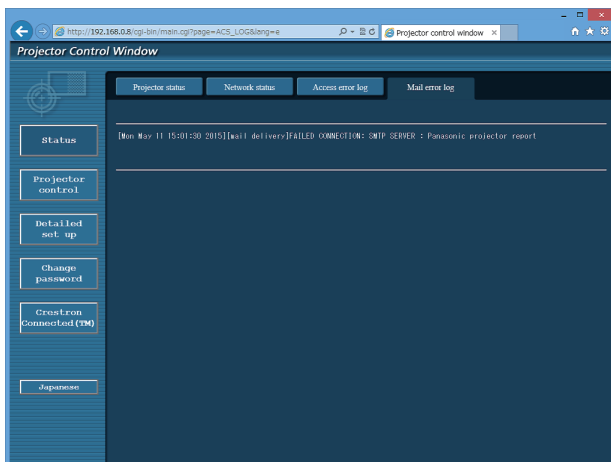 http://192.168.0.8/cgi-bin/main.cgi?page=ACS_LOG&lang=e
Projector control window
Projector Control Window
Projector status
Network status
Access error log
Mail error log
[Mon May 11 15:01:30 2015][mail delivery]FAILED CONNECTION: SMTP SERVER : Panasonic projector report
Status
Projector
control
Detailed
set up
Change
password
Crestron
Connected(TM)
Japanese